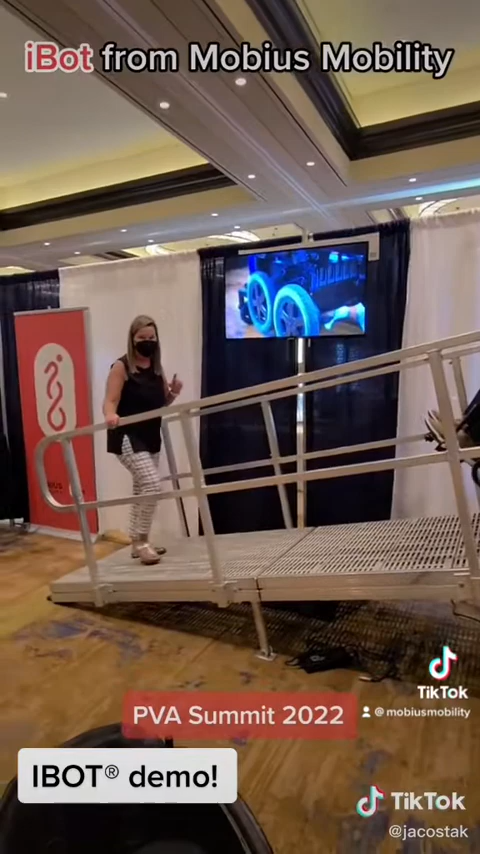 iBot from Mobius Mobility
PVA Summit 2022
TikTok
@mobiusmobility
IBOT® demo!
TikTok
@jacostak